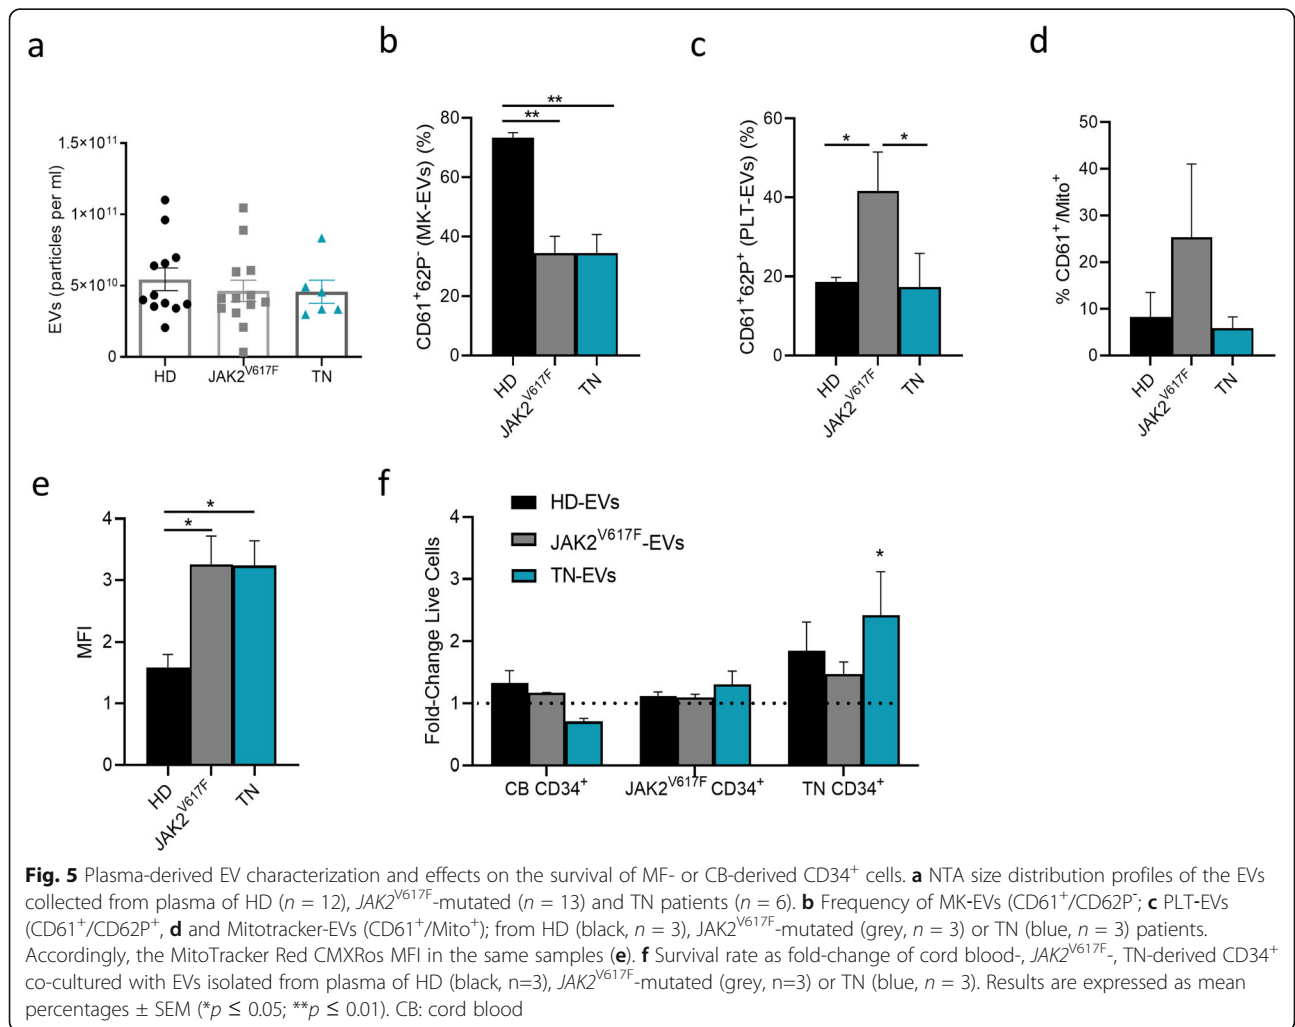 a
EVs (particles per ml)
1.5×10¹¹
1×10¹¹
5×10¹⁰
0
HD
JAK2ⱽ⁶¹⁷ᶠ
TN
b
**
**
CD61⁺62P⁻ (MK-EVs) (%)
80
60
40
20
0
HD
JAK2ⱽ⁶¹⁷ᶠ
TN
c
*
*
CD61⁺62P⁺ (PLT-EVs) (%)
60
40
20
0
HD
JAK2ⱽ⁶¹⁷ᶠ
TN
d
% CD61⁺/Mito⁺
50
40
30
20
10
0
HD
JAK2ⱽ⁶¹⁷ᶠ
TN
e
*
*
MFI
4
3
2
1
0
HD
JAK2ⱽ⁶¹⁷ᶠ
TN
f
HD-EVs
JAK2ⱽ⁶¹⁷ᶠ-EVs
TN-EVs
*
Fold-Change Live Cells
4
3
2
1
0
CB CD34⁺
JAK2ⱽ⁶¹⁷ᶠ CD34⁺
TN CD34⁺
Fig. 5 Plasma-derived EV characterization and effects on the survival of MF- or CB-derived CD34⁺ cells. a NTA size distribution profiles of the EVs
collected from plasma of HD (n = 12), JAK2ⱽ⁶¹⁷ᶠ-mutated (n = 13) and TN patients (n = 6). b Frequency of MK-EVs (CD61⁺/CD62P⁻; c PLT-EVs
(CD61⁺/CD62P⁺, d and Mitotracker-EVs (CD61⁺/Mito⁺); from HD (black, n = 3), JAK2ⱽ⁶¹⁷ᶠ-mutated (grey, n = 3) or TN (blue, n = 3) patients.
Accordingly, the MitoTracker Red CMXRos MFI in the same samples (e). f Survival rate as fold-change of cord blood-, JAK2ⱽ⁶¹⁷ᶠ-, TN-derived CD34⁺
co-cultured with EVs isolated from plasma of HD (black, n=3), JAK2ⱽ⁶¹⁷ᶠ-mutated (grey, n=3) or TN (blue, n = 3). Results are expressed as mean
percentages ± SEM (*p ≤ 0.05; **p ≤ 0.01). CB: cord blood